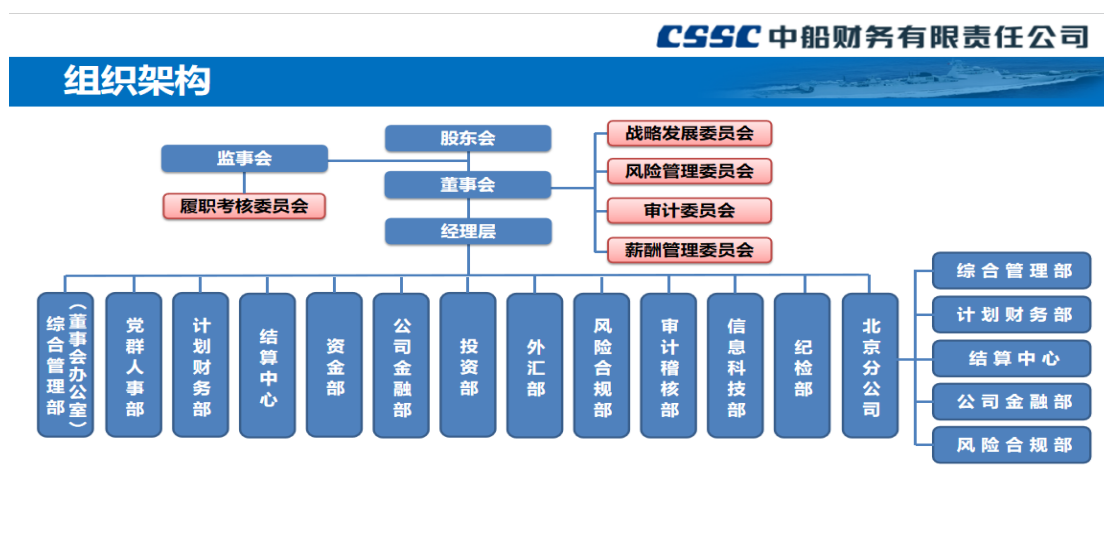 CSSC 中船财务有限责任公司
组织架构
股东会
监事会
董事会
履职考核委员会
经理层
战略发展委员会
风险管理委员会
审计委员会
薪酬管理委员会
综合管理部
（董事会办公室）
党群人事部
计划财务部
结算中心
资金部
公司金融部
投资部
外汇部
风险合规部
审计稽核部
信息科技部
纪检部
北京分公司
综合管理部
计划财务部
结算中心
公司金融部
风险合规部